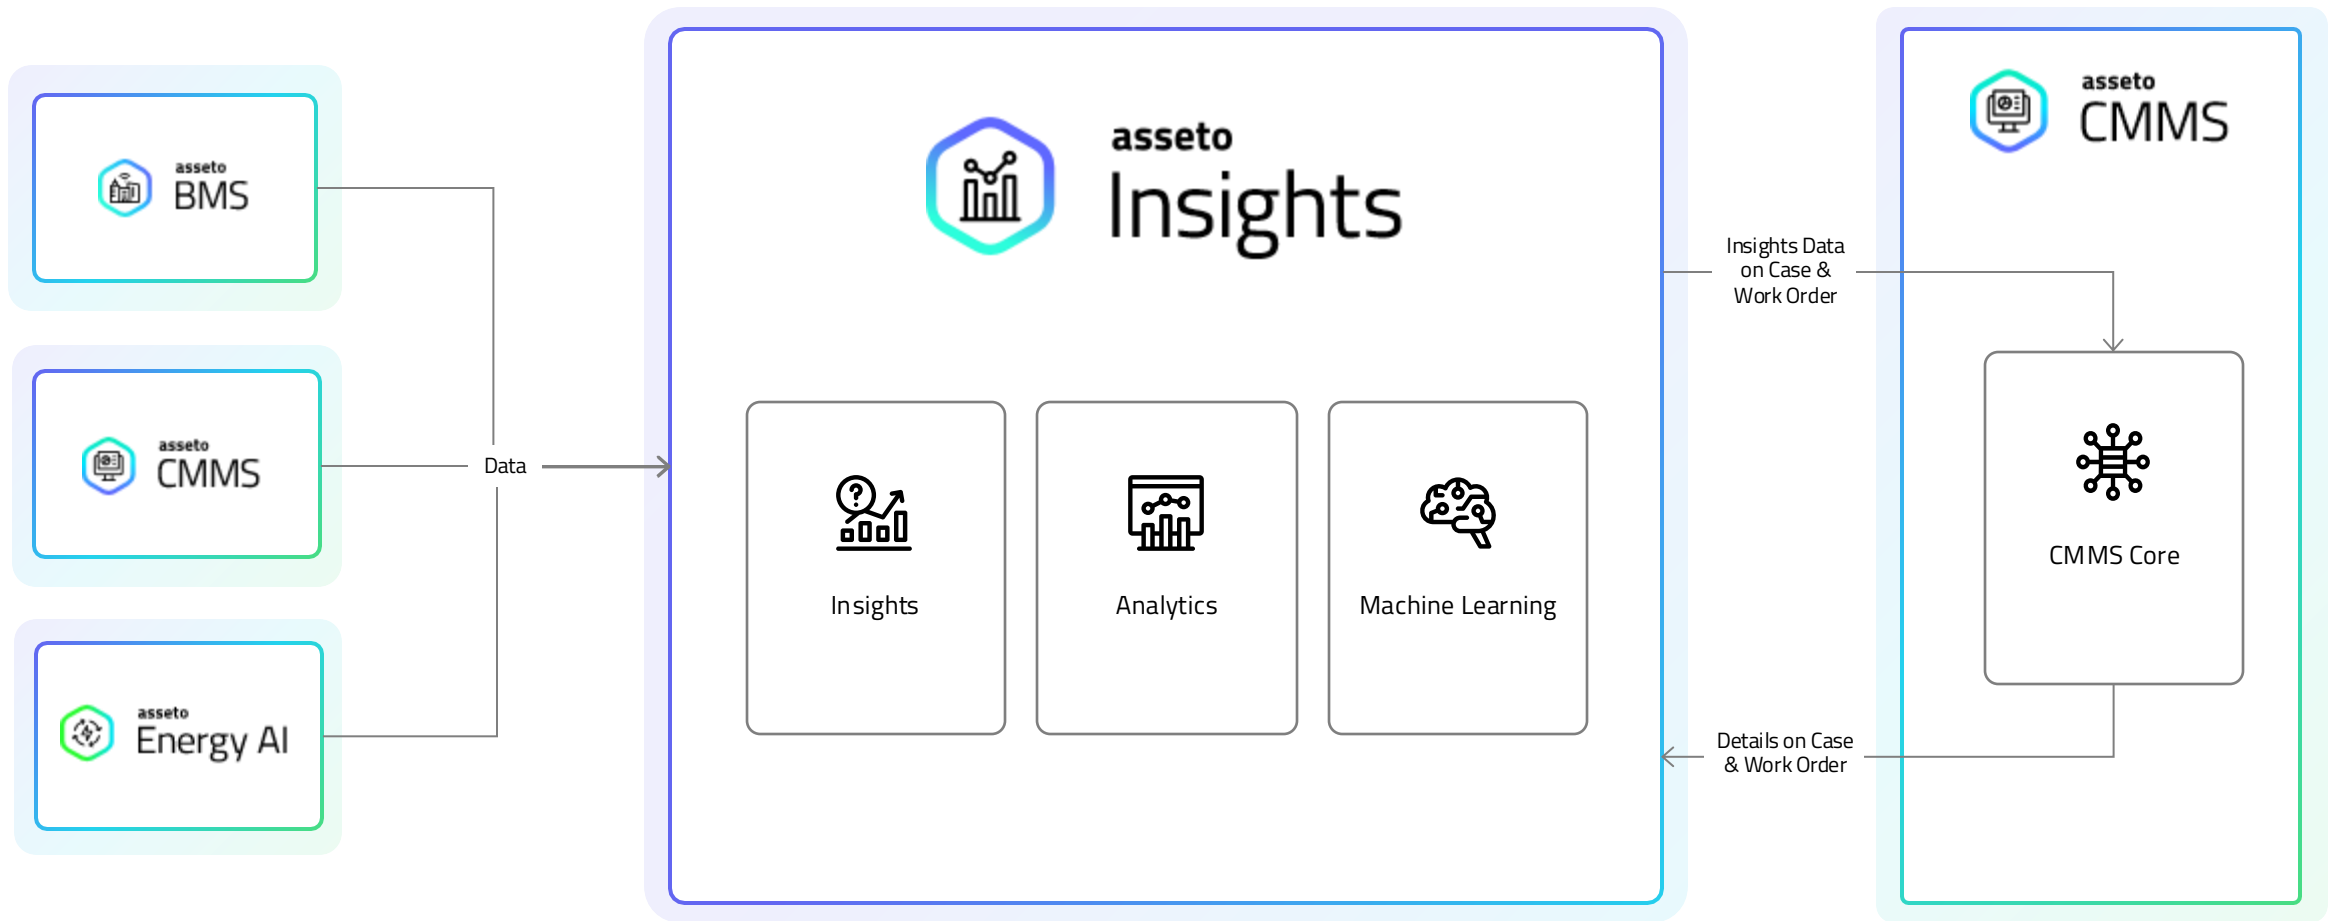 asseto
BMS
asseto
CMMS
asseto
Energy AI
Data
asseto
Insights
Insights
Analytics
Machine Learning
Insights Data
on Case &
Work Order
Details on Case
& Work Order
asseto
CMMS
CMMS Core